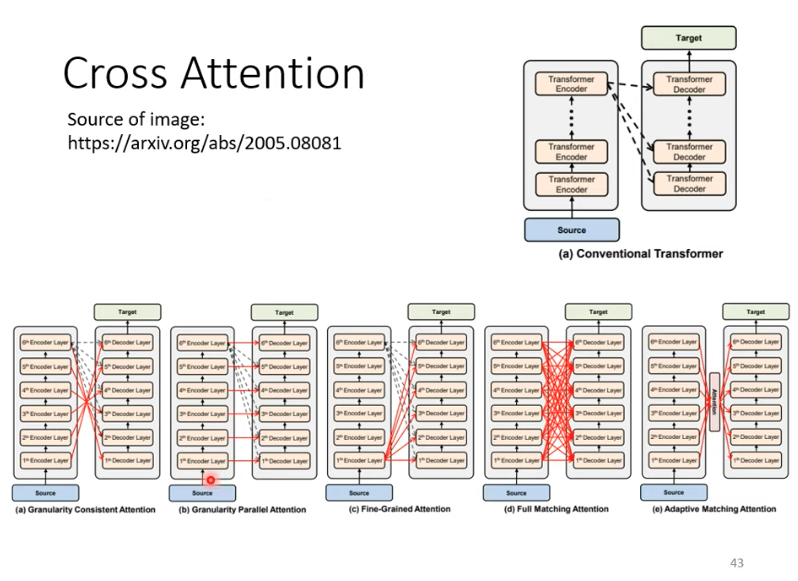 Cross Attention
Source of image:
https://arxiv.org/abs/2005.08081
Target
Transformer
Encoder
Transformer
Decoder
Transformer
Encoder
Transformer
Decoder
Transformer
Encoder
Transformer
Decoder
Source
(a) Conventional Transformer
Target
6th Encoder Layer
6th Decoder Layer
5th Encoder Layer
5th Decoder Layer
4th Encoder Layer
4th Decoder Layer
3rd Encoder Layer
3rd Decoder Layer
2nd Encoder Layer
2nd Decoder Layer
1st Encoder Layer
1st Decoder Layer
Source
(a) Granularity Consistent Attention
Target
6th Encoder Layer
6th Decoder Layer
5th Encoder Layer
5th Decoder Layer
4th Encoder Layer
4th Decoder Layer
3rd Encoder Layer
3rd Decoder Layer
2nd Encoder Layer
2nd Decoder Layer
1st Encoder Layer
1st Decoder Layer
Source
(b) Granularity Parallel Attention
Target
6th Encoder Layer
6th Decoder Layer
5th Encoder Layer
5th Decoder Layer
4th Encoder Layer
4th Decoder Layer
3rd Encoder Layer
3rd Decoder Layer
2nd Encoder Layer
2nd Decoder Layer
1st Encoder Layer
1st Decoder Layer
Source
(c) Fine-Grained Attention
Target
6th Encoder Layer
6th Decoder Layer
5th Encoder Layer
5th Decoder Layer
4th Encoder Layer
4th Decoder Layer
3rd Encoder Layer
3rd Decoder Layer
2nd Encoder Layer
2nd Decoder Layer
1st Encoder Layer
1st Decoder Layer
Source
(d) Full Matching Attention
Target
6th Encoder Layer
6th Decoder Layer
5th Encoder Layer
5th Decoder Layer
4th Encoder Layer
4th Decoder Layer
3rd Encoder Layer
3rd Decoder Layer
2nd Encoder Layer
2nd Decoder Layer
1st Encoder Layer
1st Decoder Layer
Attention
Source
(e) Adaptive Matching Attention
43